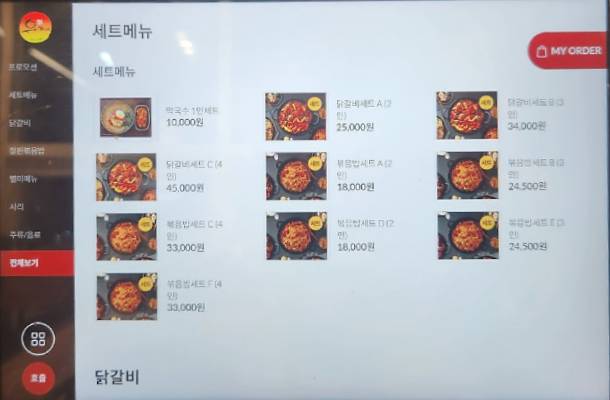 세트메뉴
MY ORDER
프로모션
세트메뉴
닭갈비
철판볶음밥
별미메뉴
사리
주류/음료
전체보기
호출
세트메뉴
막국수 1인세트
10,000원
닭갈비세트 A (2
인)
25,000원
닭갈비세트 B (3
인)
34,000원
닭갈비세트 C (4
인)
45,000원
볶음밥세트 A (2
인)
18,000원
볶음밥세트 B (3
인)
24,500원
볶음밥세트 C (4
인)
33,000원
볶음밥세트 D (2
인)
18,000원
볶음밥세트 E (3
인)
24,500원
볶음밥세트 F (4
인)
33,000원
닭갈비